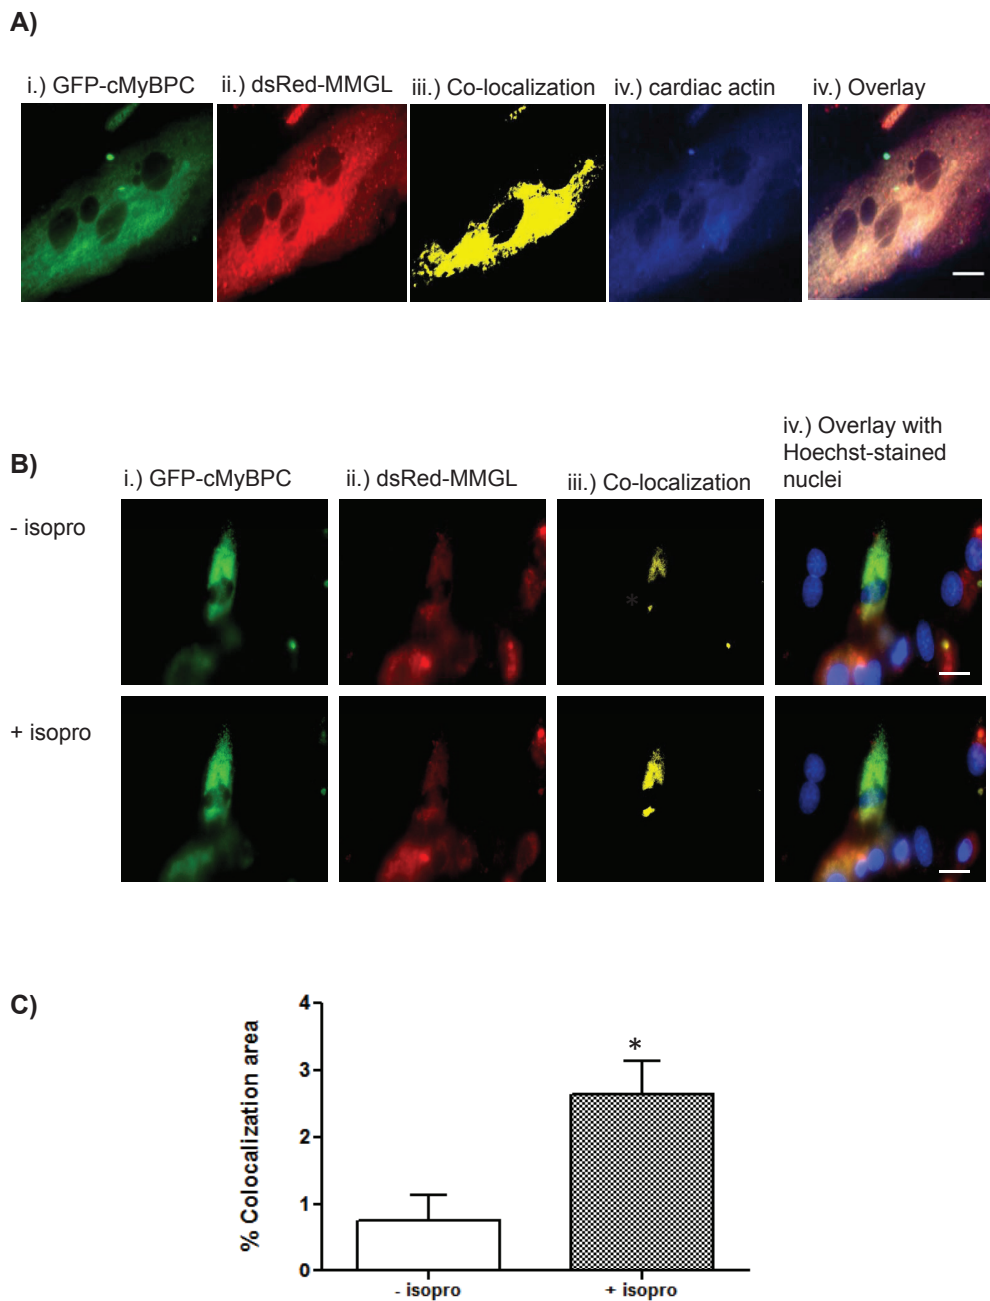 A)
i.) GFP-cMyBPC
ii.) dsRed-MMGL
iii.) Co-localization
iv.) cardiac actin
iv.) Overlay
B)
i.) GFP-cMyBPC
ii.) dsRed-MMGL
iii.) Co-localization
iv.) Overlay with
Hoechst-stained
nuclei
- isopro
*
+ isopro
C)
% Colocalization area
4
3
2
1
0
*
- isopro
+ isopro